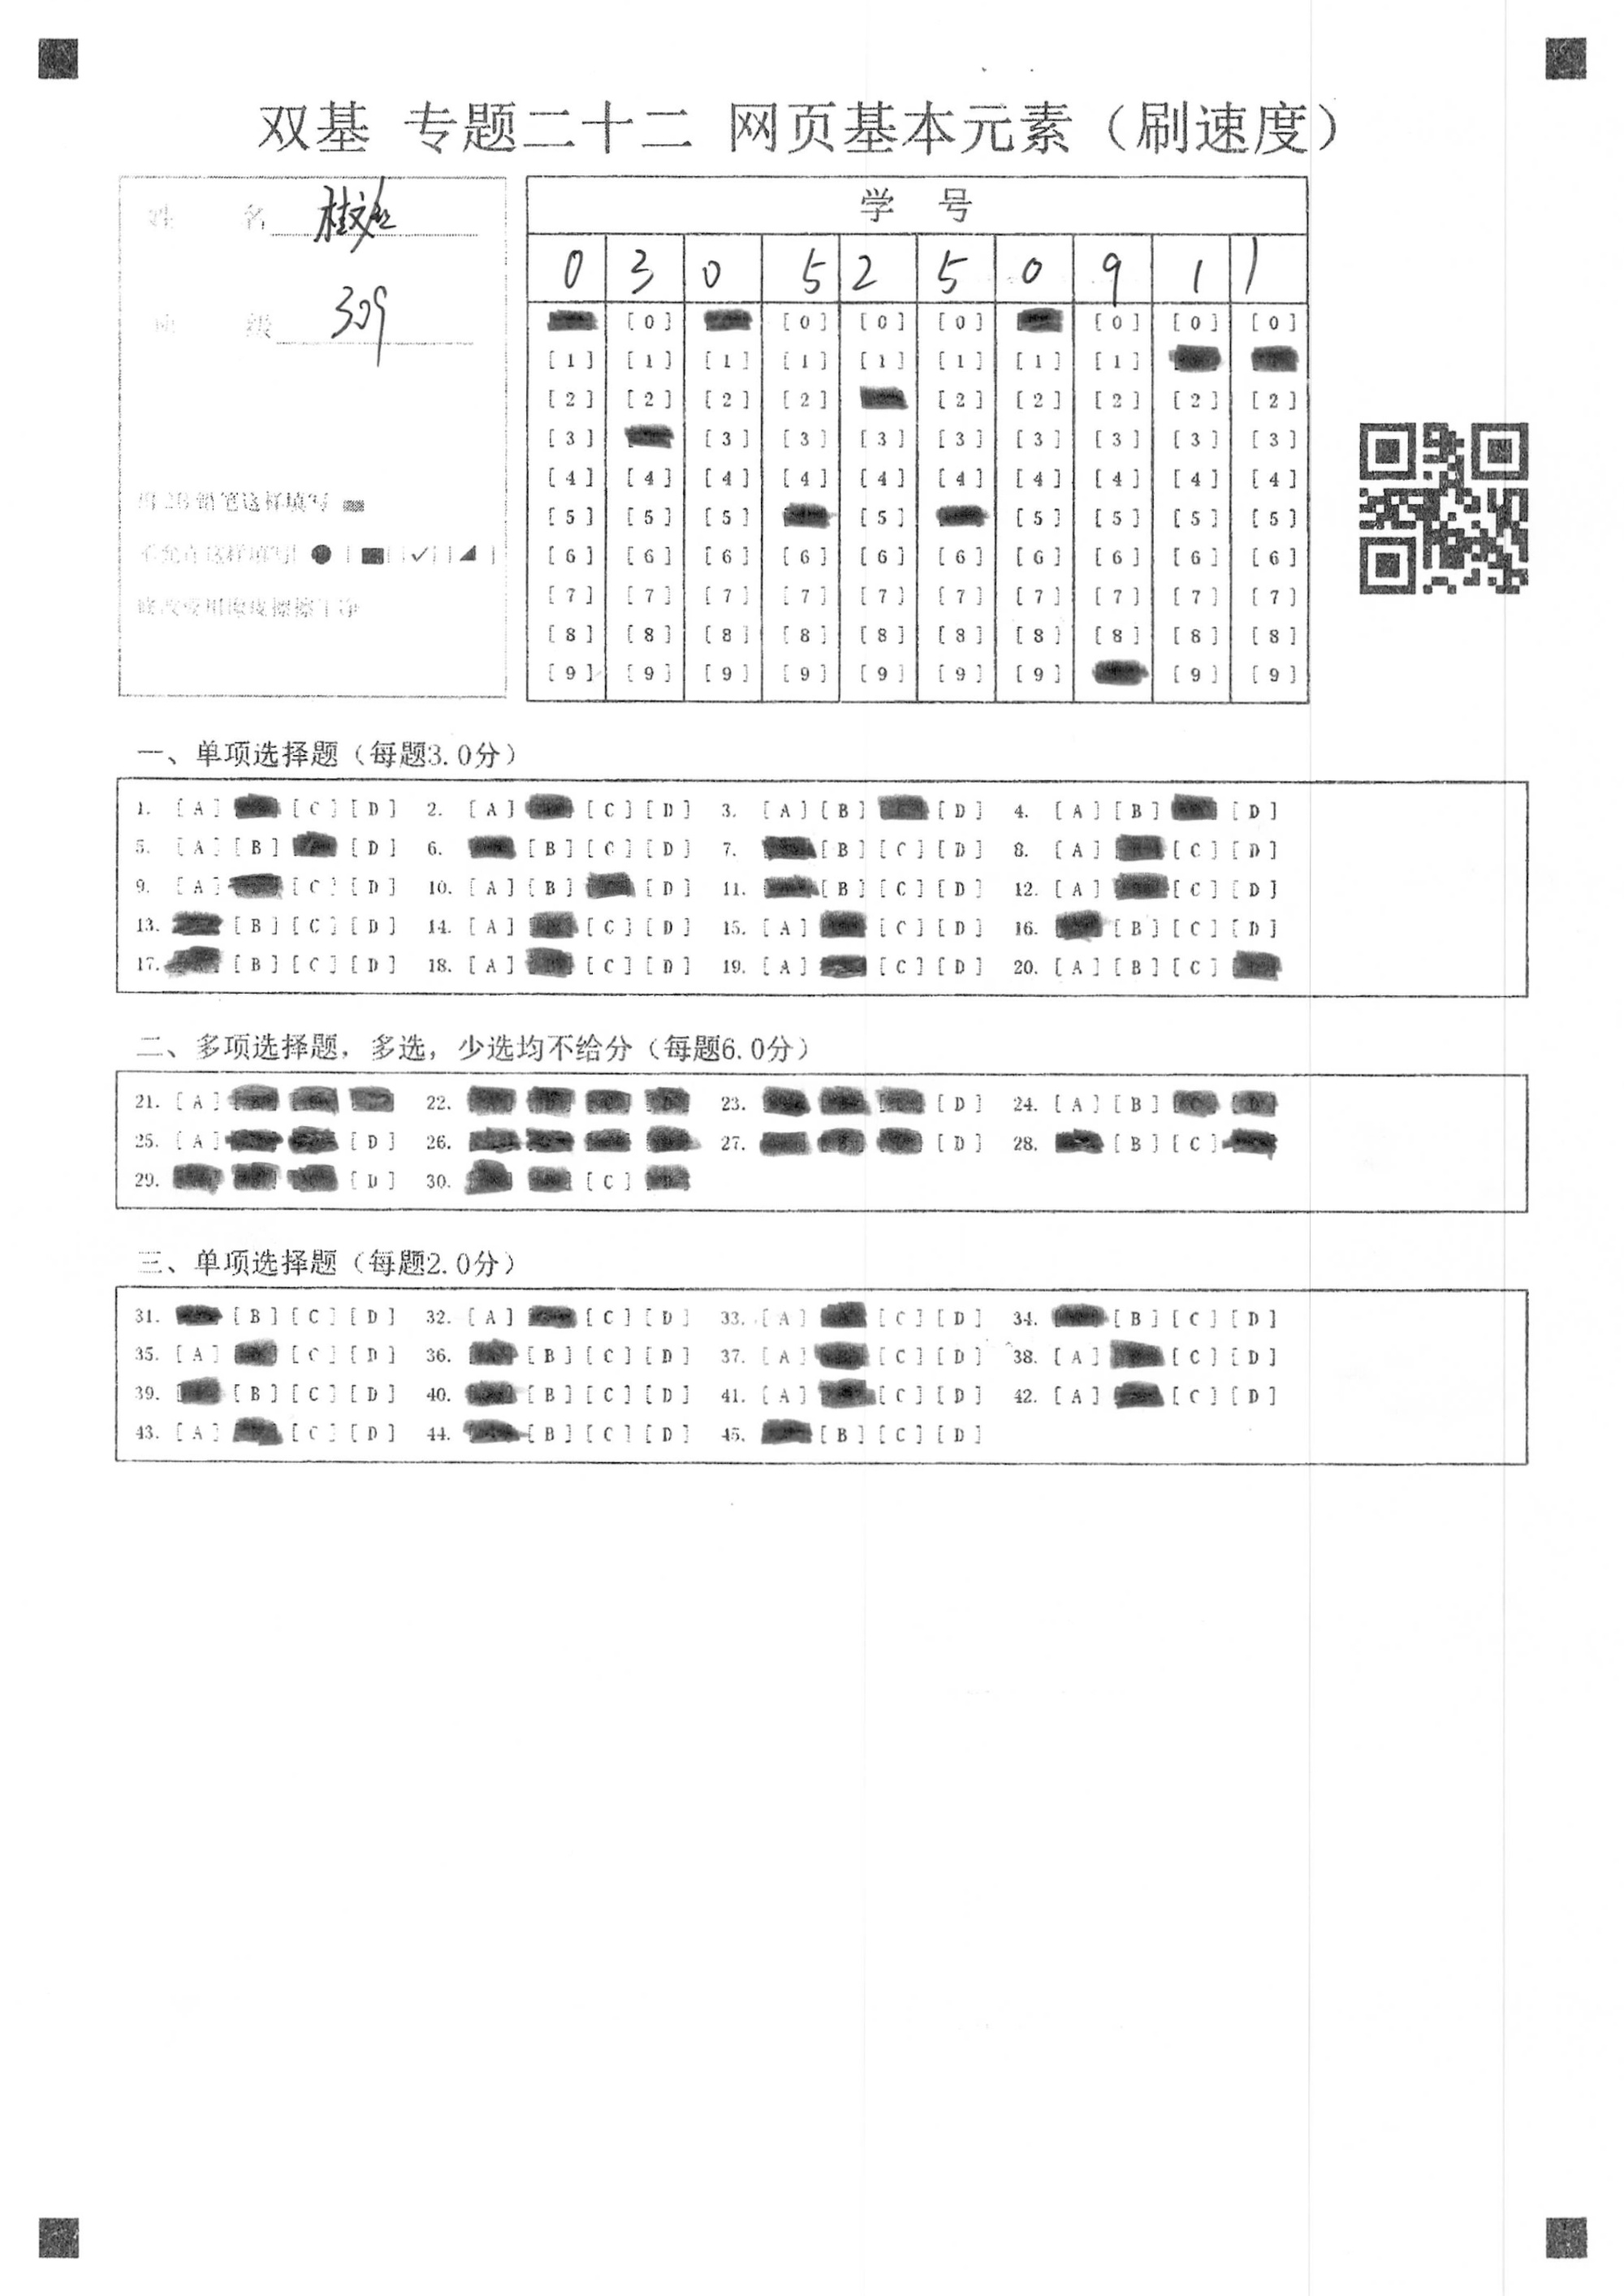 双基 专题二十二 网页基本元素（刷速度）
姓 名
级 309
用2B铅笔这样填写
不允许这样填写
修改要用橡皮擦擦干净
学 号
0 3 0 5 2 5 0 9 1 1
[0] [0] [0] [0] [0] [0] [0]
[1] [1] [1] [1] [1] [1] [1] [1]
[2] [2] [2] [2] [2] [2] [2] [2] [2]
[3] [3] [3] [3] [3] [3] [3] [3] [3]
[4] [4] [4] [4] [4] [4] [4] [4] [4] [4]
[5] [5] [5] [5] [5] [5] [5] [5]
[6] [6] [6] [6] [6] [6] [6] [6] [6] [6]
[7] [7] [7] [7] [7] [7] [7] [7] [7] [7]
[8] [8] [8] [8] [8] [8] [8] [8] [8] [8]
[9] [9] [9] [9] [9] [9] [9] [9] [9]
一、单项选择题（每题3.0分）
1. [A] [C] [D] 2. [A] [C] [D] 3. [A] [B] [D] 4. [A] [B] [D]
5. [A] [B] [D] 6. [B] [C] [D] 7. [B] [C] [D] 8. [A] [C] [D]
9. [A] [C] [D] 10. [A] [B] [D] 11. [B] [C] [D] 12. [A] [C] [D]
13. [B] [C] [D] 14. [A] [C] [D] 15. [A] [C] [D] 16. [B] [C] [D]
17. [B] [C] [D] 18. [A] [C] [D] 19. [A] [C] [D] 20. [A] [B] [C]
二、多项选择题，多选，少选均不给分（每题6.0分）
21. [A] 22. 23. [D] 24. [A] [B]
25. [A] [D] 26. 27. [D] 28. [B] [C]
29. [D] 30. [C]
三、单项选择题（每题2.0分）
31. [B] [C] [D] 32. [A] [C] [D] 33. [A] [C] [D] 34. [B] [C] [D]
35. [A] [C] [D] 36. [B] [C] [D] 37. [A] [C] [D] 38. [A] [C] [D]
39. [B] [C] [D] 40. [B] [C] [D] 41. [A] [C] [D] 42. [A] [C] [D]
43. [A] [C] [D] 44. [B] [C] [D] 45. [B] [C] [D]